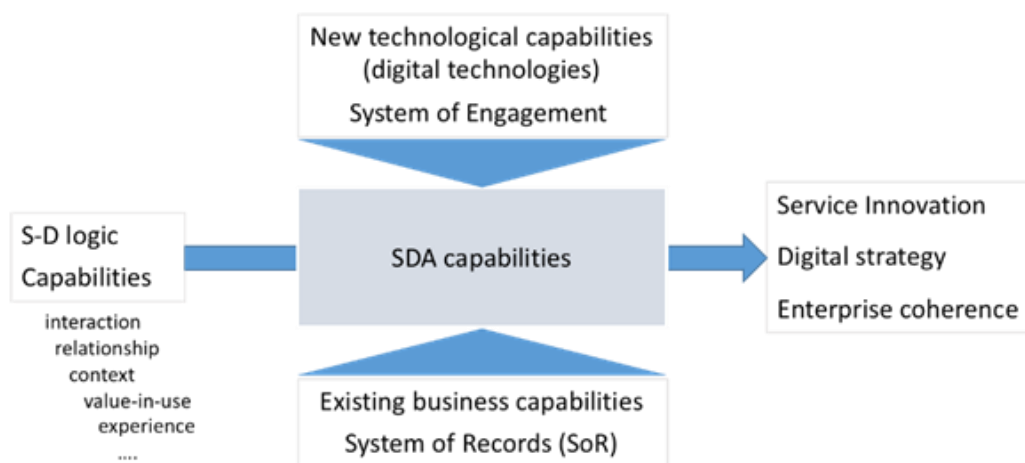 New technological capabilities
(digital technologies)
System of Engagement
S-D logic
Capabilities
interaction
relationship
context
value-in-use
experience
....
SDA capabilities
Service Innovation
Digital strategy
Enterprise coherence
Existing business capabilities
System of Records (SoR)